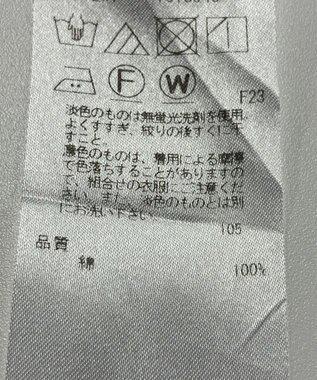 F
W
F23
淡色のものは無蛍光洗剤を使用、
よくすすぎ、絞りの後すぐに干
すこと。
濃色のものは、着用による摩擦
で色落ちすることがありますの
で、組合せの衣服にご注意くだ
さい。また、淡色のものとは別
にお洗い下さい。
105
品質
綿 100%